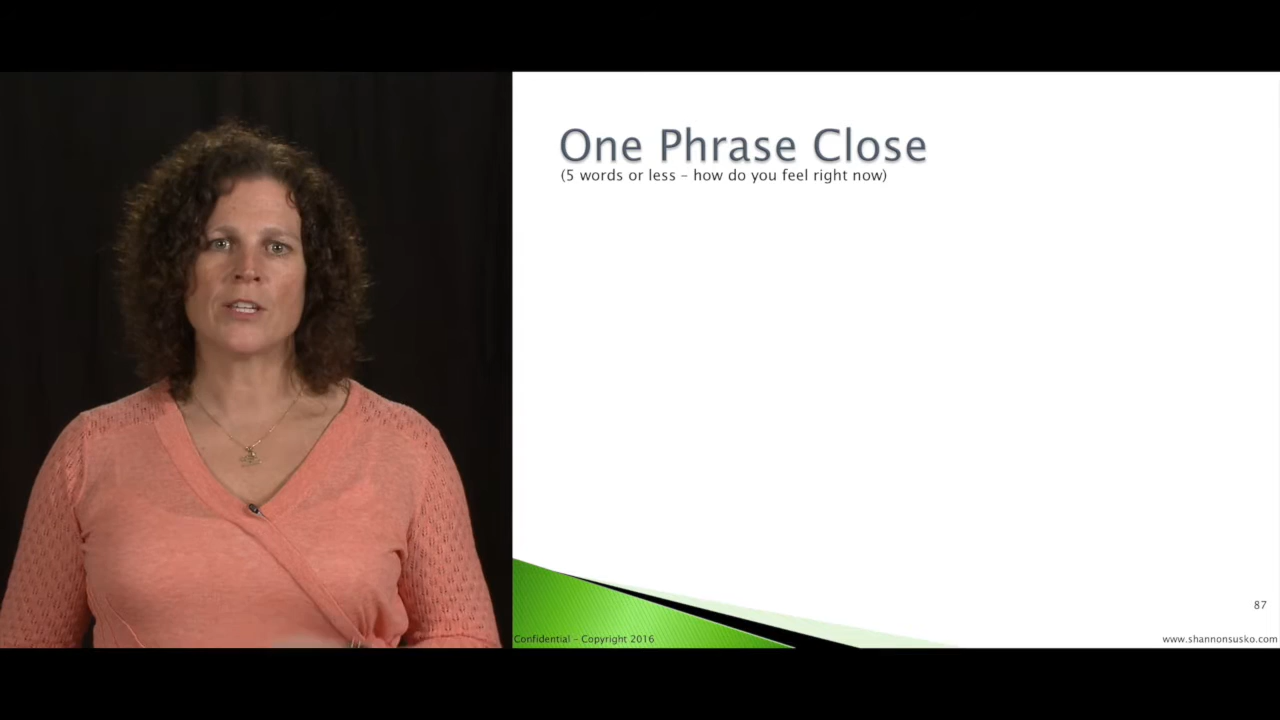 One Phrase Close
(5 words or less – how do you feel right now)
87
Confidential – Copyright 2016
www.shannonsusko.com